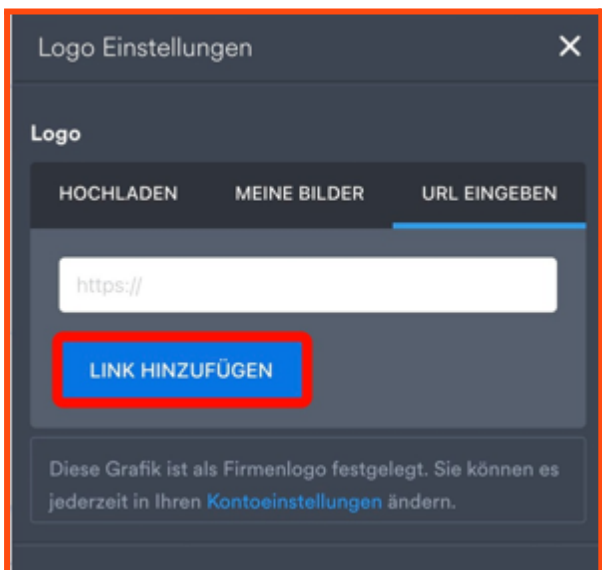 Logo Einstellungen
Logo
HOCHLADEN MEINE BILDER URL EINGEBEN
https://
LINK HINZUFÜGEN
Diese Grafik ist als Firmenlogo festgelegt. Sie können es
jederzeit in Ihren Kontoeinstellungen ändern.